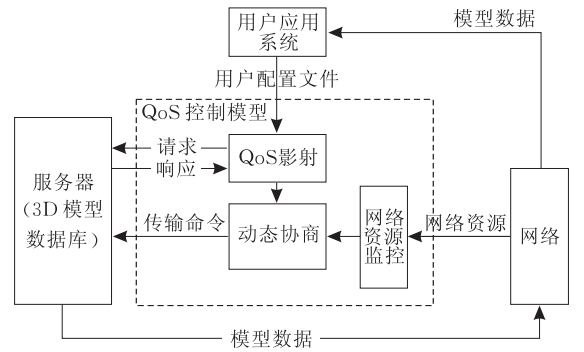 模型数据
用户应用
系统
用户配置文件
QoS控制模型
请求
响应
QoS影射
服务器
(3D模型
数据库)
传输命令
动态协商
网络
资源
监控
网络资源
网络
模型数据